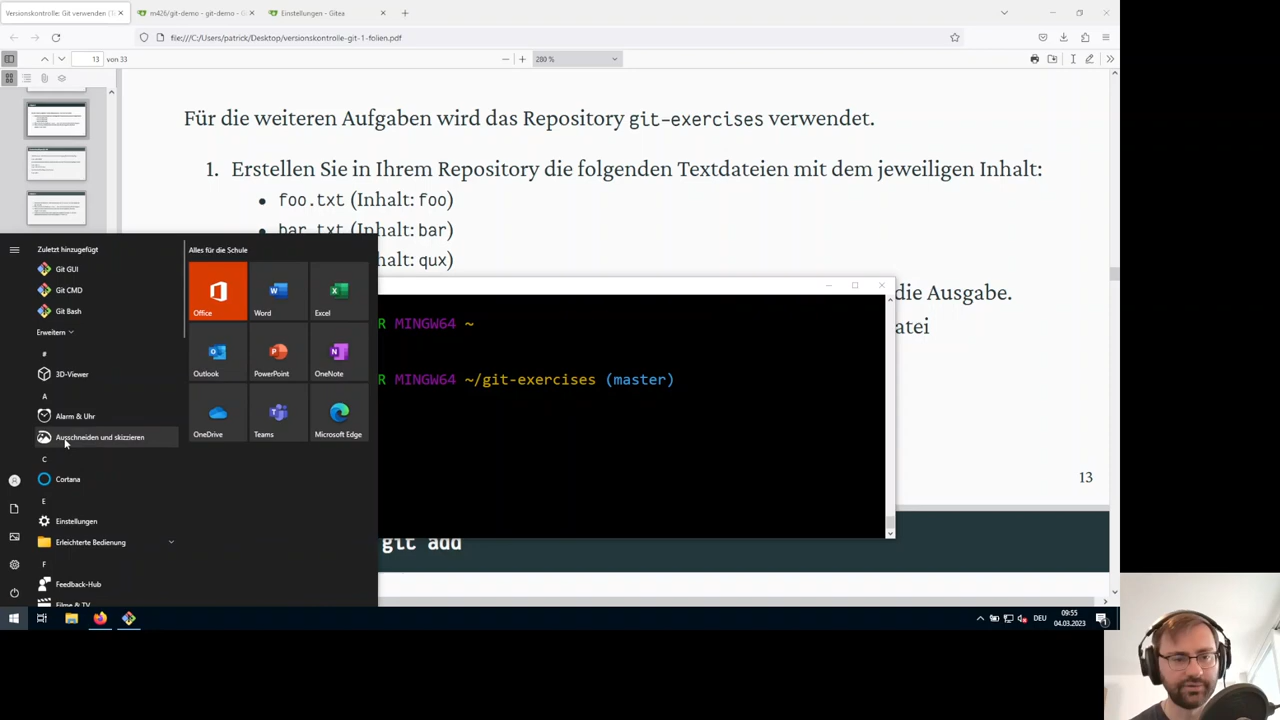 Versionskontrolle: Git verwenden (1)
m426/git-demo - git-demo - G
Einstellungen - Gitea
file:///C:/Users/patrick/Desktop/versionskontrolle-git-1-folien.pdf
13 von 33
280 %
Für die weiteren Aufgaben wird das Repository git-exercises verwendet.
1. Erstellen Sie in Ihrem Repository die folgenden Textdateien mit dem jeweiligen Inhalt:
• foo.txt (Inhalt: foo)
• bar.txt (Inhalt: bar)
halt: qux)
die Ausgabe.
atei
13
git add
R MINGW64 ~
R MINGW64 ~/git-exercises (master)
Zuletzt hinzugefügt
Git GUI
Git CMD
Git Bash
Erweitern
#
3D-Viewer
A
Alarm & Uhr
Ausschneiden und skizzieren
C
Cortana
E
Einstellungen
Erleichterte Bedienung
F
Feedback-Hub
Filme & TV
Alles für die Schule
Office
Word
Excel
Outlook
PowerPoint
OneNote
OneDrive
Teams
Microsoft Edge
DEU
09:55
04.03.2023